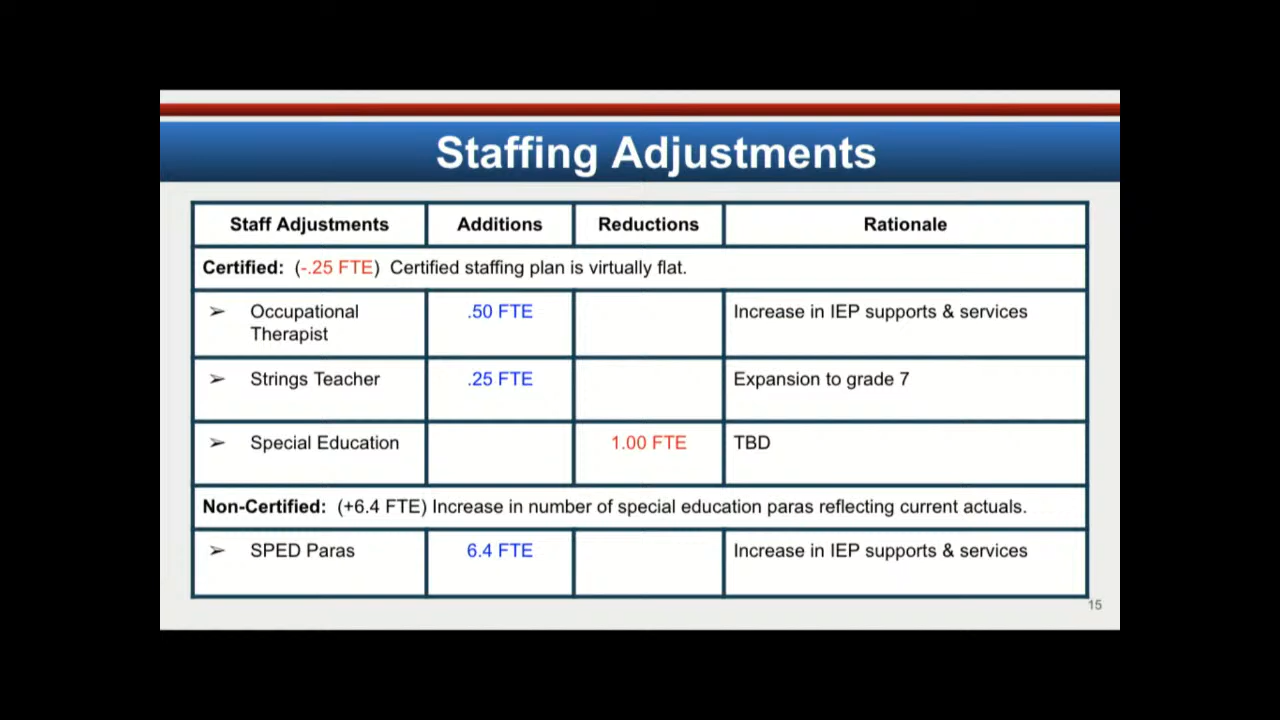 Staffing Adjustments
Staff Adjustments Additions Reductions Rationale
Certified: (-.25 FTE) Certified staffing plan is virtually flat.
➢ Occupational Therapist .50 FTE Increase in IEP supports & services
➢ Strings Teacher .25 FTE Expansion to grade 7
➢ Special Education 1.00 FTE TBD
Non-Certified: (+6.4 FTE) Increase in number of special education paras reflecting current actuals.
➢ SPED Paras 6.4 FTE Increase in IEP supports & services
15